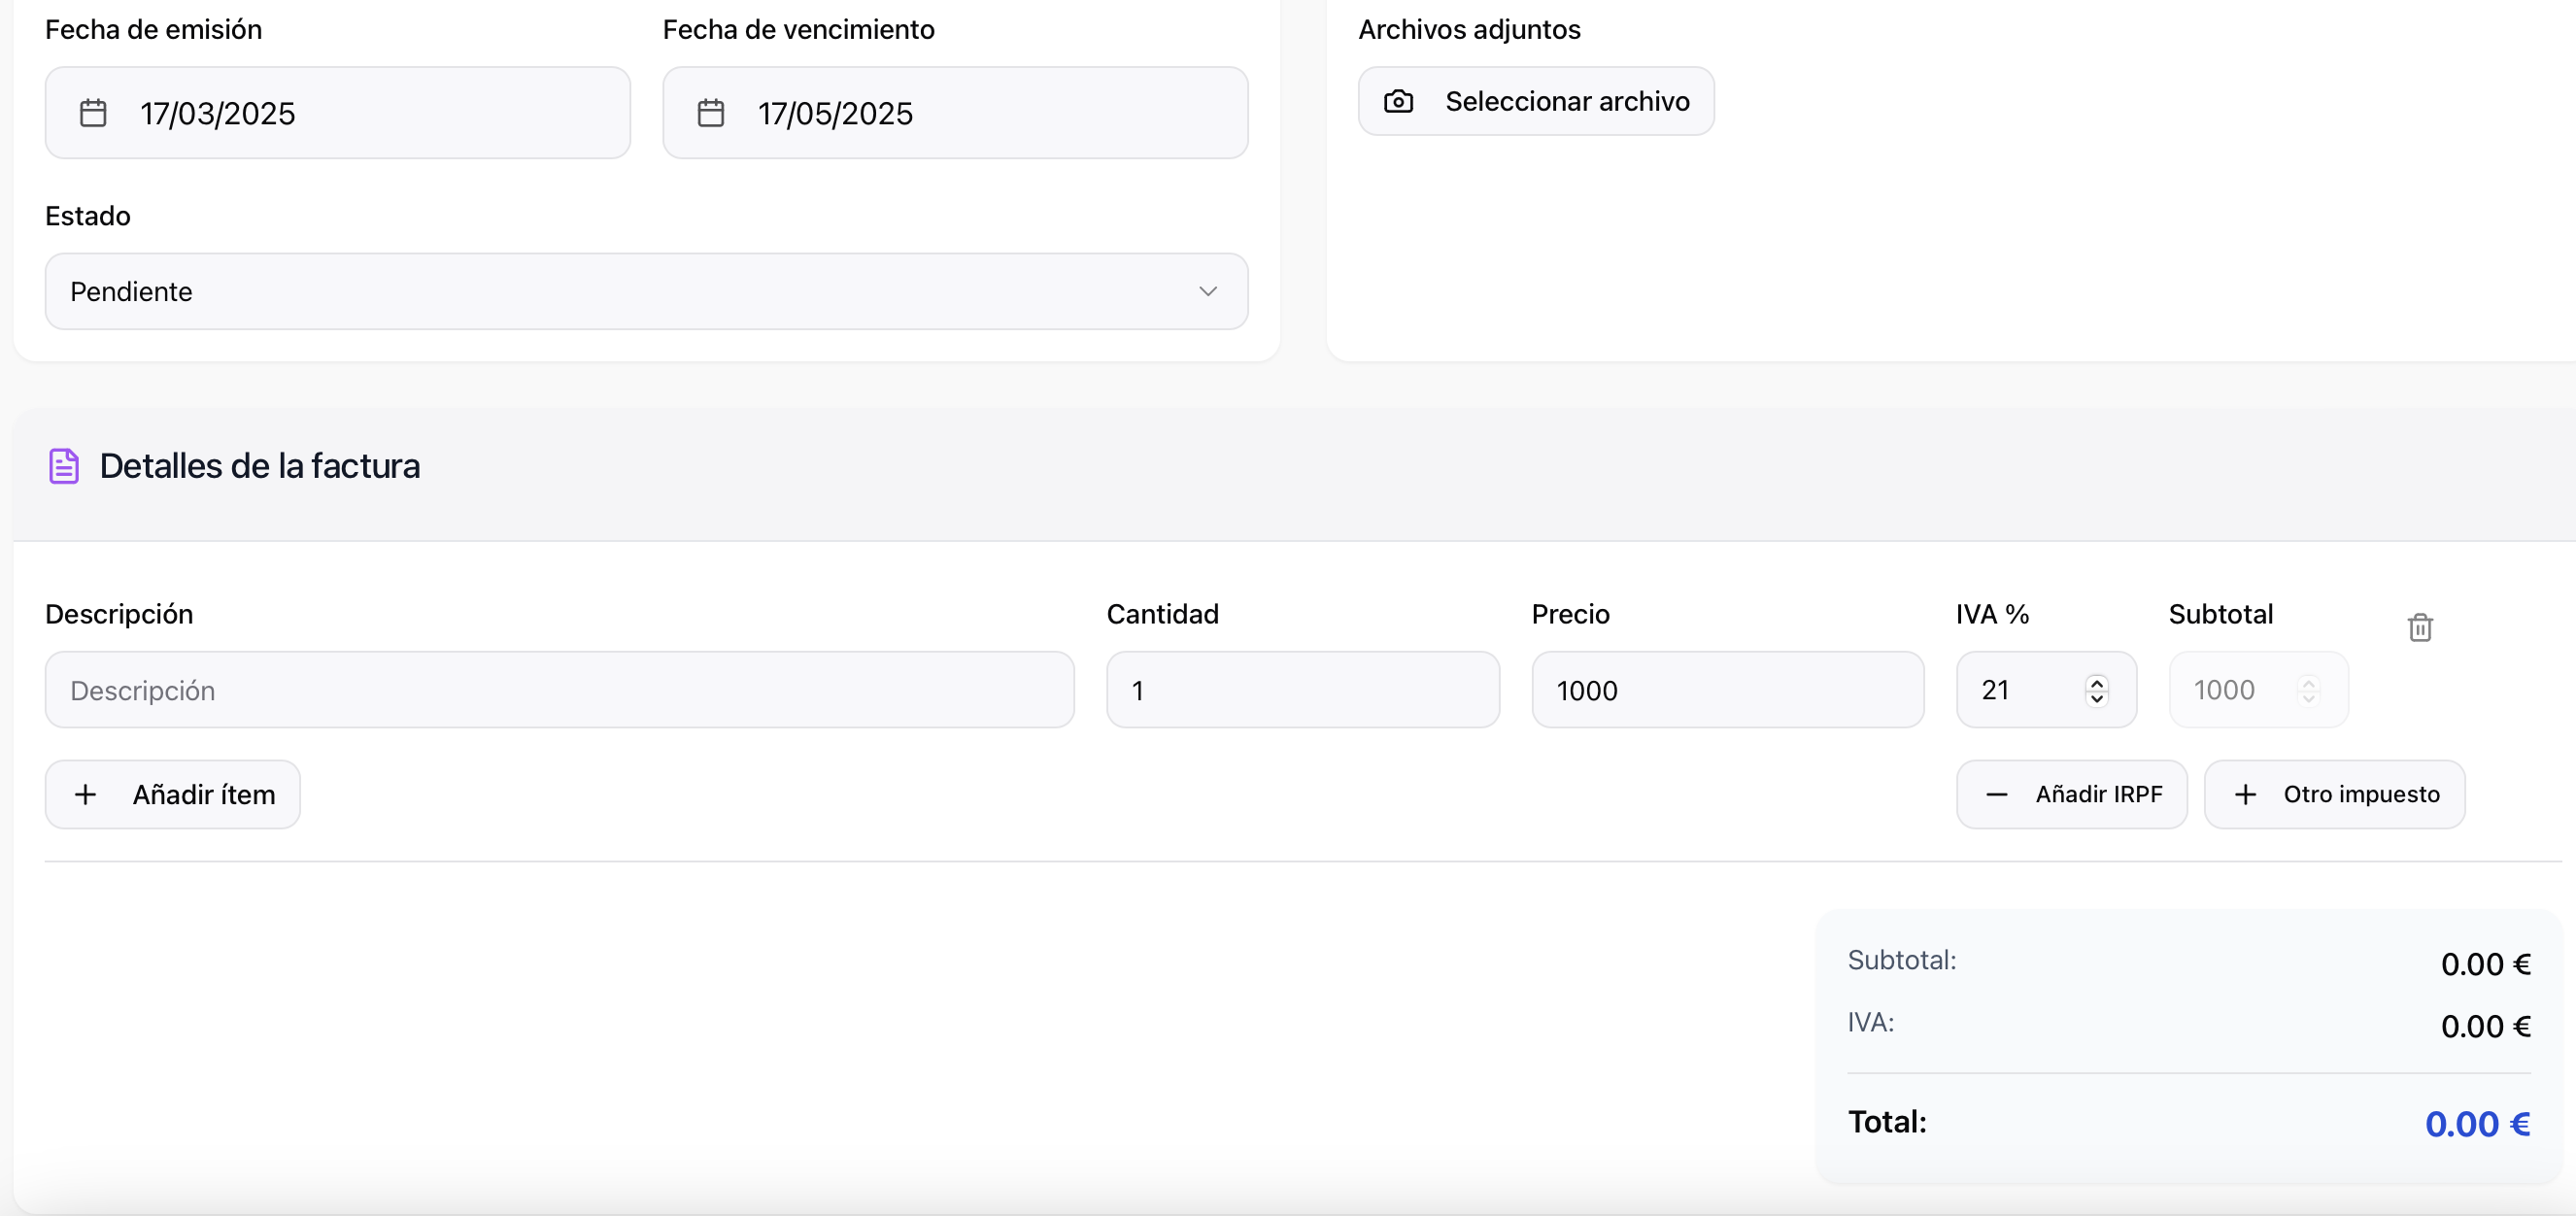 Fecha de emisión
Fecha de vencimiento
17/03/2025
17/05/2025
Estado
Pendiente
Archivos adjuntos
Seleccionar archivo
Detalles de la factura
Descripción
Cantidad
Precio
IVA %
Subtotal
Descripción
1
1000
21
1000
Añadir ítem
Añadir IRPF
Otro impuesto
Subtotal: 0.00 €
IVA: 0.00 €
Total: 0.00 €